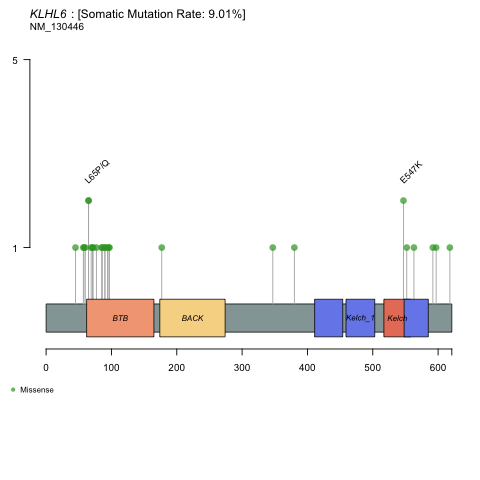 KLHL6 : [Somatic Mutation Rate: 9.01%]
NM_130446
5
L65P/Q
E547K
1
BTB
BACK
Kelch_1
Kelch
0
100
200
300
400
500
600
Missense